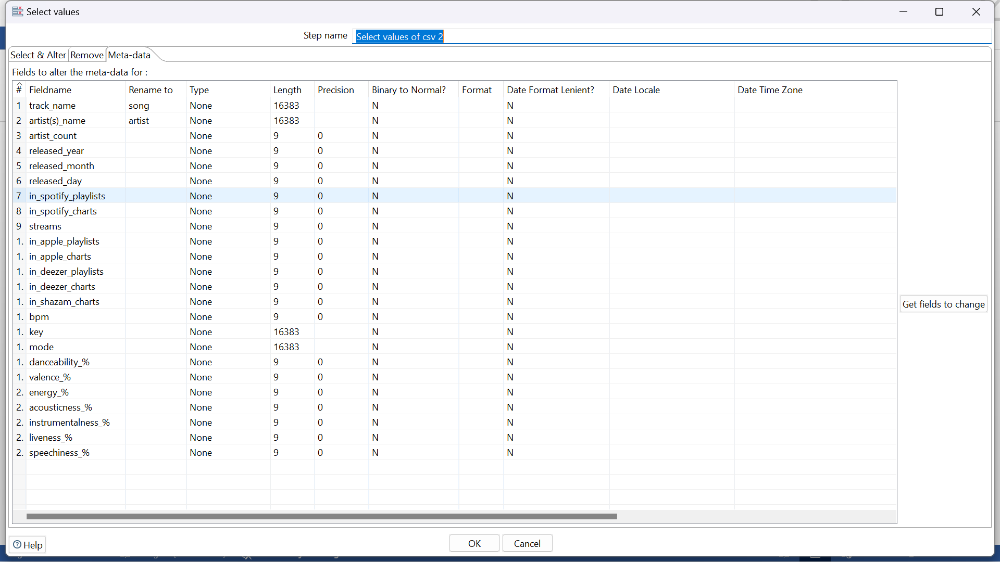 Select values
Step name Select values of csv 2
Select & Alter Remove Meta-data
Fields to alter the meta-data for :
# Fieldname Rename to Type Length Precision Binary to Normal? Format Date Format Lenient? Date Locale Date Time Zone
1 track_name song None 16383 N N
2 artist(s)_name artist None 16383 N N
3 artist_count None 9 0 N N
4 released_year None 9 0 N N
5 released_month None 9 0 N N
6 released_day None 9 0 N N
7 in_spotify_playlists None 9 0 N N
8 in_spotify_charts None 9 0 N N
9 streams None 9 0 N N
1. in_apple_playlists None 9 0 N N
1. in_apple_charts None 9 0 N N
1. in_deezer_playlists None 9 0 N N
1. in_deezer_charts None 9 0 N N
1. in_shazam_charts None 9 0 N N
1. bpm None 9 0 N N
1. key None 16383 N N
1. mode None 16383 N N
1. danceability_% None 9 0 N N
1. valence_% None 9 0 N N
2. energy_% None 9 0 N N
2. acousticness_% None 9 0 N N
2. instrumentalness_% None 9 0 N N
2. liveness_% None 9 0 N N
2. speechiness_% None 9 0 N N
Get fields to change
Help OK Cancel